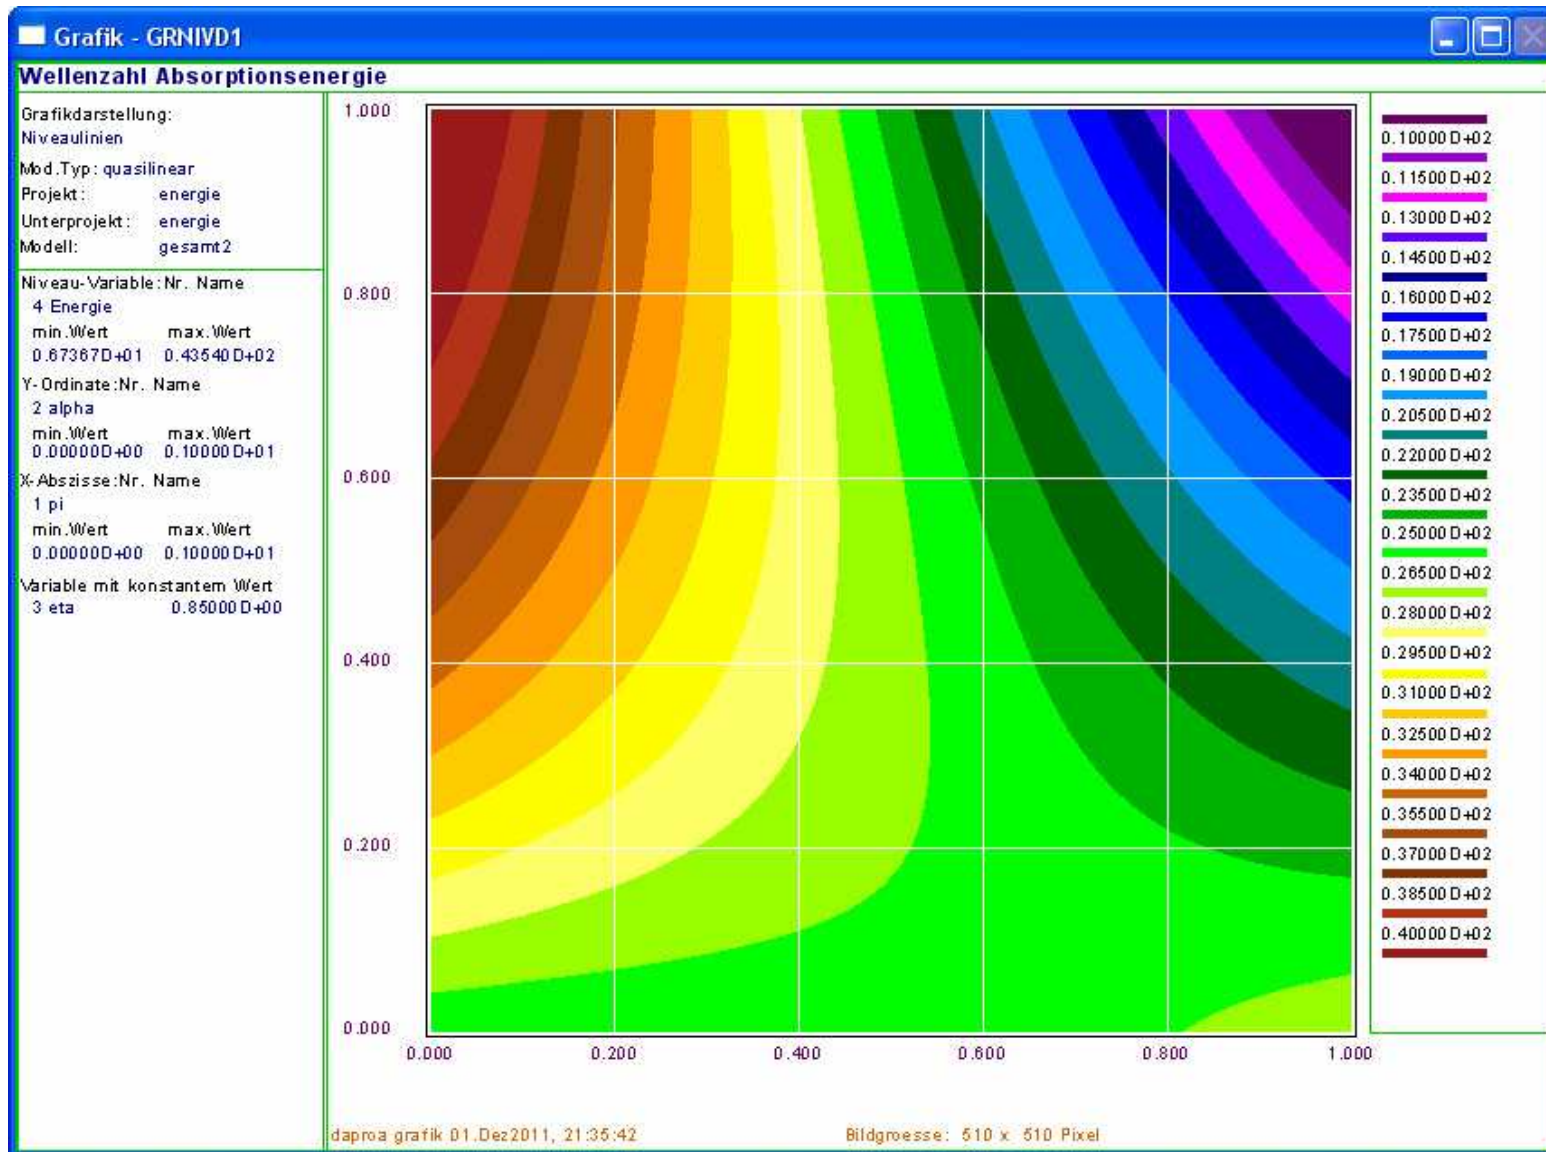 Grafik - GRNIVD1
Wellenzahl Absorptionsenergie
Grafikdarstellung:
Niveaulinien
Mod.Typ: quasilinear
Projekt: energie
Unterprojekt: energie
Modell: gesamt2
Niveau-Variable:Nr. Name
4 Energie
min.Wert max.Wert
0.67367D+01 0.43540D+02
Y-Ordinate:Nr. Name
2 alpha
min.Wert max.Wert
0.00000D+00 0.10000D+01
X-Abszisse:Nr. Name
1 pi
min.Wert max.Wert
0.00000D+00 0.10000D+01
Variable mit konstantem Wert
3 eta 0.85000D+00
1.000
0.800
0.600
0.400
0.200
0.000
0.000 0.200 0.400 0.600 0.800 1.000
0.10000D+02
0.11500D+02
0.13000D+02
0.14500D+02
0.16000D+02
0.17500D+02
0.19000D+02
0.20500D+02
0.22000D+02
0.23500D+02
0.25000D+02
0.26500D+02
0.28000D+02
0.29500D+02
0.31000D+02
0.32500D+02
0.34000D+02
0.35500D+02
0.37000D+02
0.38500D+02
0.40000D+02
daproa grafik 01.Dez2011, 21:35:42 Bildgroesse: 510 x 510 Pixel